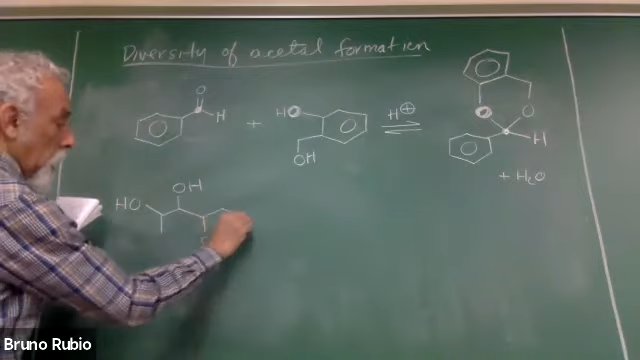 Diversity of acetal formation
O
H + HO OH H⊕ ⇌ O O H
+ H₂O
HO OH
Bruno Rubio